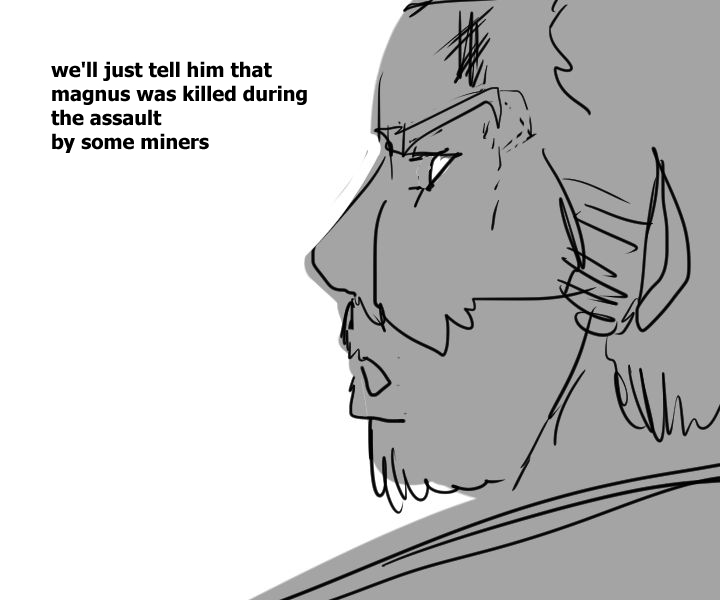 we'll just tell him that
magnus was killed during
the assault
by some miners